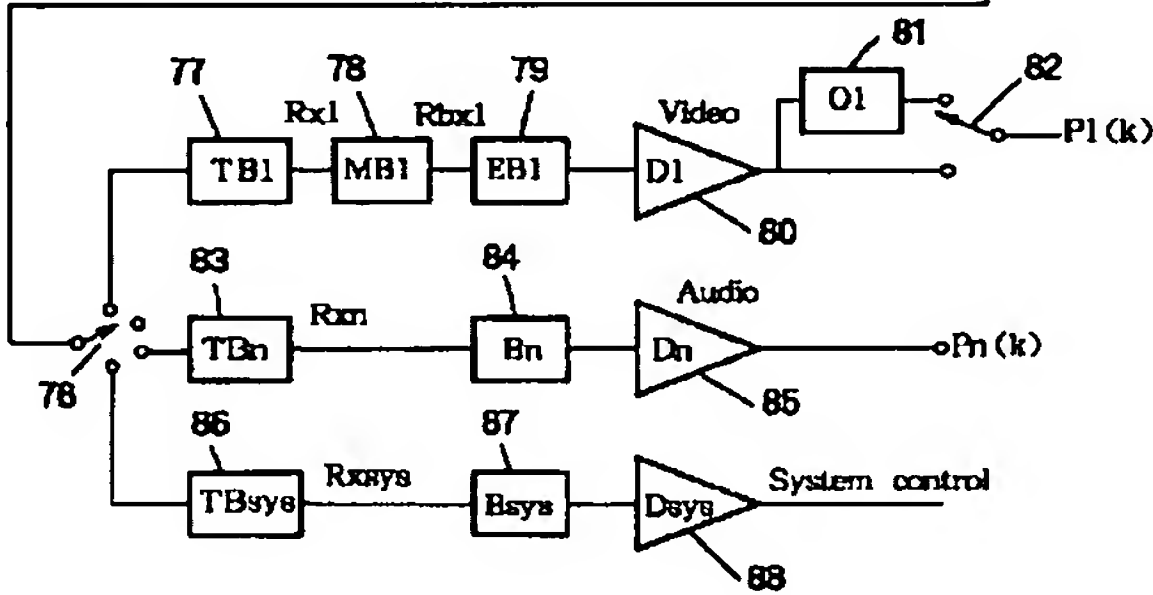 81
77 78 79 82
Rx1 Rbx1 Video O1 P1(k)
TB1 MB1 EB1 D1
80
83 84 Audio
Rxn
TBn Bn Dn Pn(k)
76 85
86 87
Rxsys System control
TBsys Bsys Dsys
88